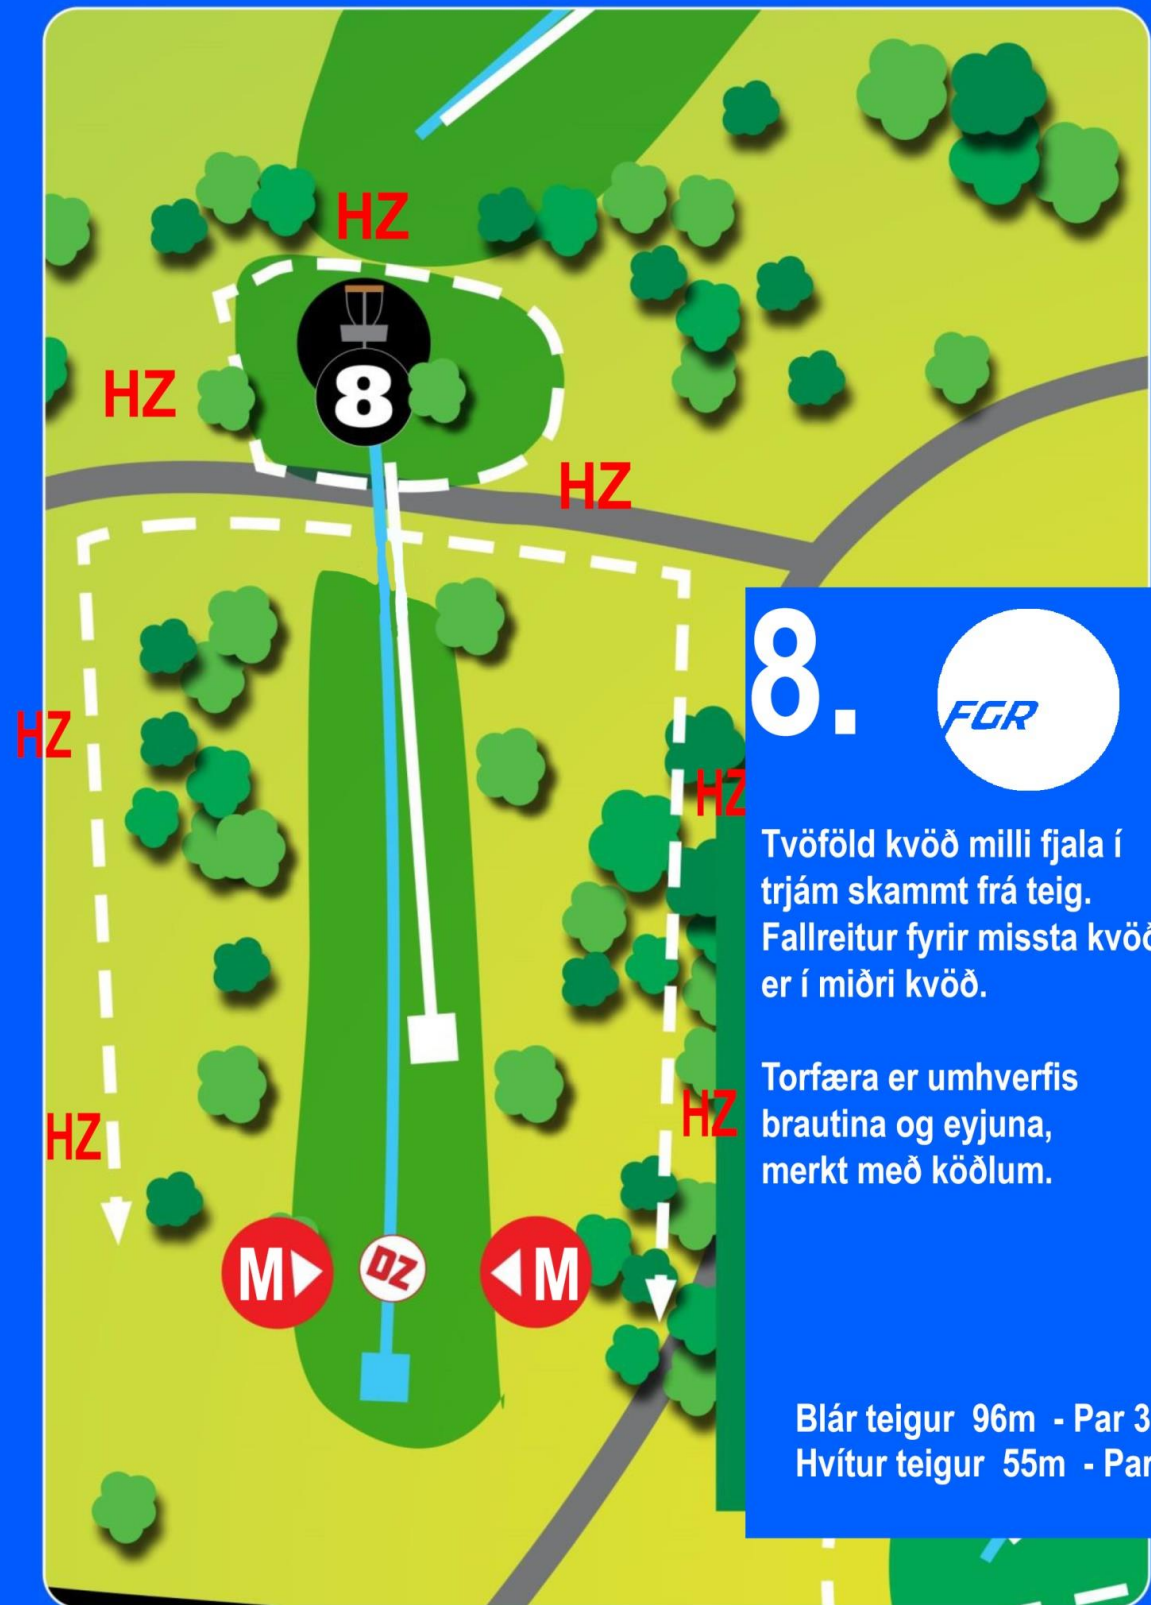 HZ
HZ
8
HZ
8.
FGR
HZ
HZ
Tvöföld kvöð milli fjala í
trjám skammt frá teig.
Fallreitur fyrir missta kvöð
er í miðri kvöð.
Torfæra er umhverfis
brautina og eyjuna,
merkt með köðlum.
HZ
HZ
M
DZ
M
Blár teigur 96m - Par 3
Hvítur teigur 55m - Par